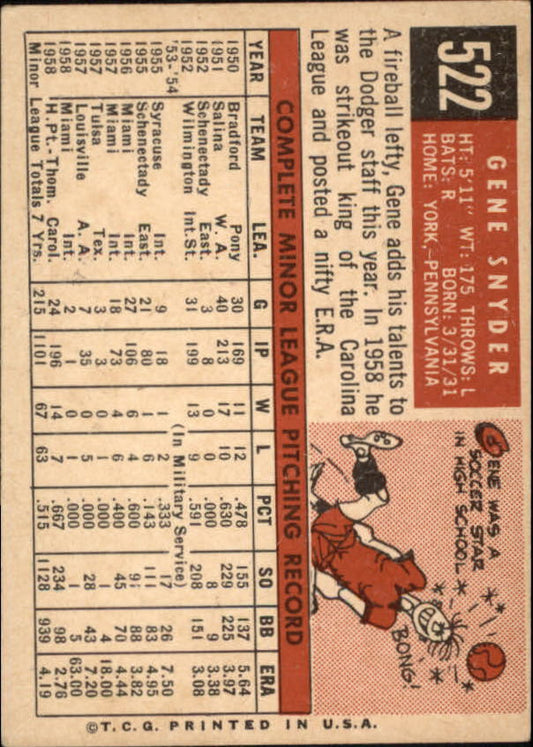 522
GENE SNYDER
HT: 5'11" WT: 175 THROWS: L
BATS: R BORN: 3/31/31
HOME: YORK, PENNSYLVANIA
A fireball lefty, Gene adds his talents to
the Dodger staff this year. In 1958 he
was strikeout king of the Carolina
League and posted a nifty E.R.A.
GENE WAS A
SOCCER STAR
IN HIGH SCHOOL
BONG!
COMPLETE MINOR LEAGUE PITCHING RECORD
YEAR TEAM LEA. G IP W L PCT SO BB ERA
1950 Bradford Pony 30 169 11 12 .478 155 137 5.64
1951 Salina W. A. 40 213 17 10 .630 229 225 3.97
1952 Schenectady East. 3 8 0 0 .000 8 9 3.38
1952 Wilmington Int.St. 31 199 13 9 .591 208 151 3.08
'53-'54 (In Military Service)
1955 Syracuse Int. 9 18 1 2 .333 17 26 7.50
1955 Schenectady East. 21 80 1 6 .143 111 83 4.95
1956 Miami Int. 27 106 4 6 .400 91 88 3.82
1957 Miami Int. 18 73 6 4 .600 45 70 4.44
1957 Tulsa Tex. 3 3 0 1 .000 1 4 18.00
1957 Louisville A. A. 7 35 0 5 .000 28 43 7.20
1958 Miami Int. 2 1 0 1 .000 1 5 63.00
1958 H.Pt.-Thom. Carol. 24 196 14 7 .667 234 98 2.76
Minor League Totals 7 Yrs. 215 1101 67 63 .515 1128 939 4.19
©T.C.G. PRINTED IN U.S.A.